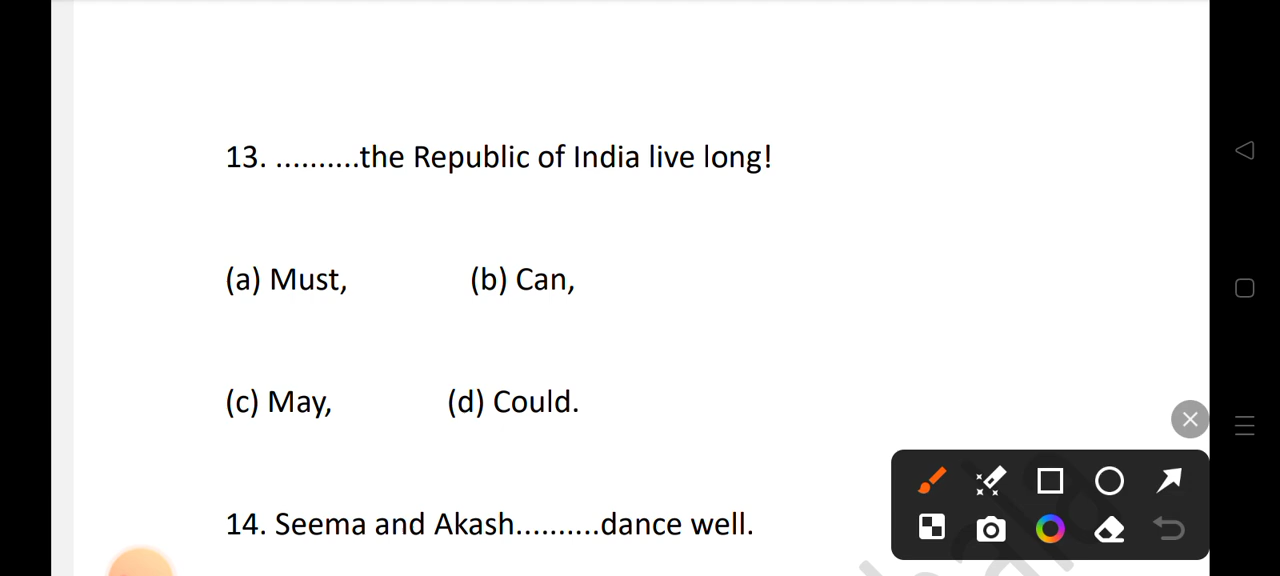 13. ..........the Republic of India live long!
(a) Must, (b) Can,
(c) May, (d) Could.
14. Seema and Akash..........dance well.